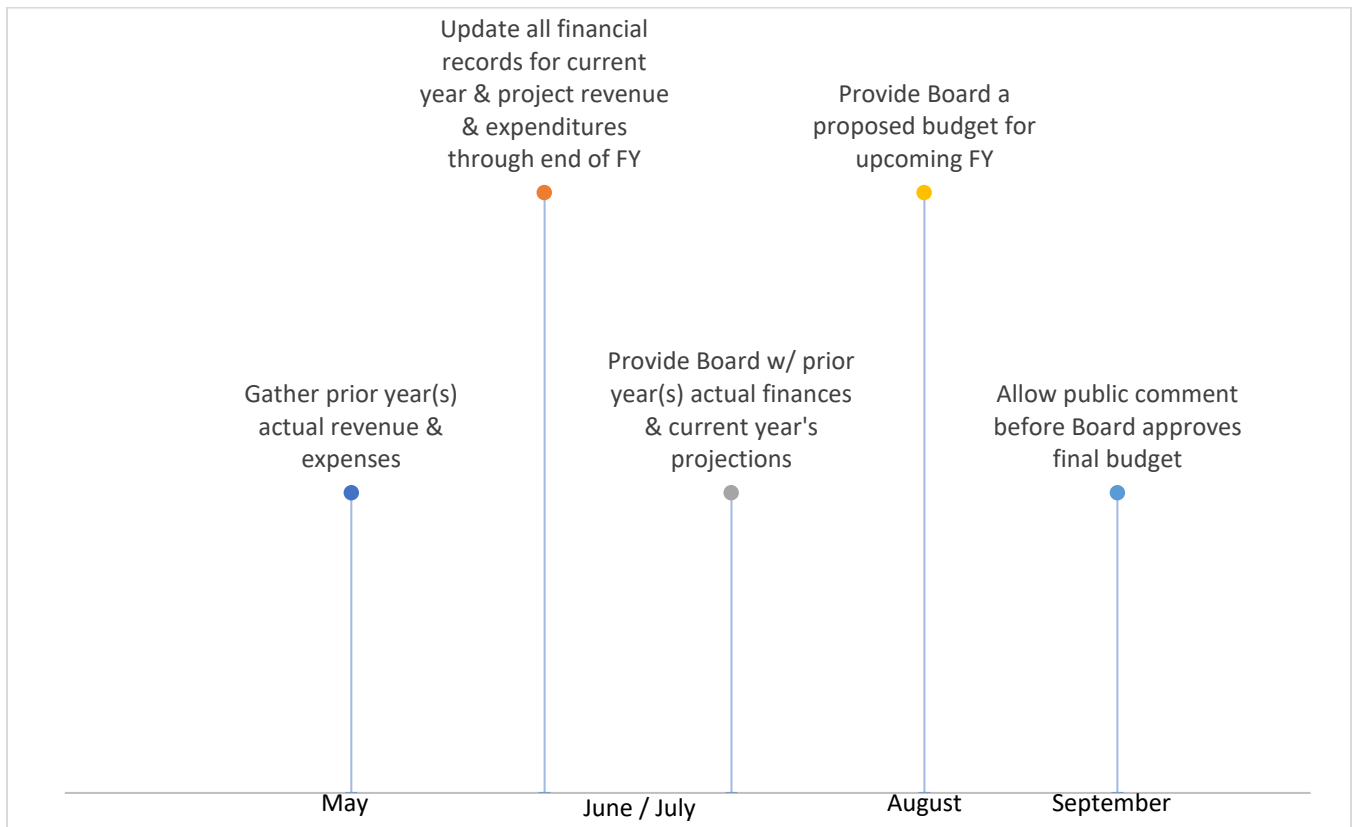 Update all financial
records for current
year & project revenue
& expenditures
through end of FY
Provide Board a
proposed budget for
upcoming FY
Gather prior year(s)
actual revenue &
expenses
Provide Board w/ prior
year(s) actual finances
& current year's
projections
Allow public comment
before Board approves
final budget
May
June / July
August
September